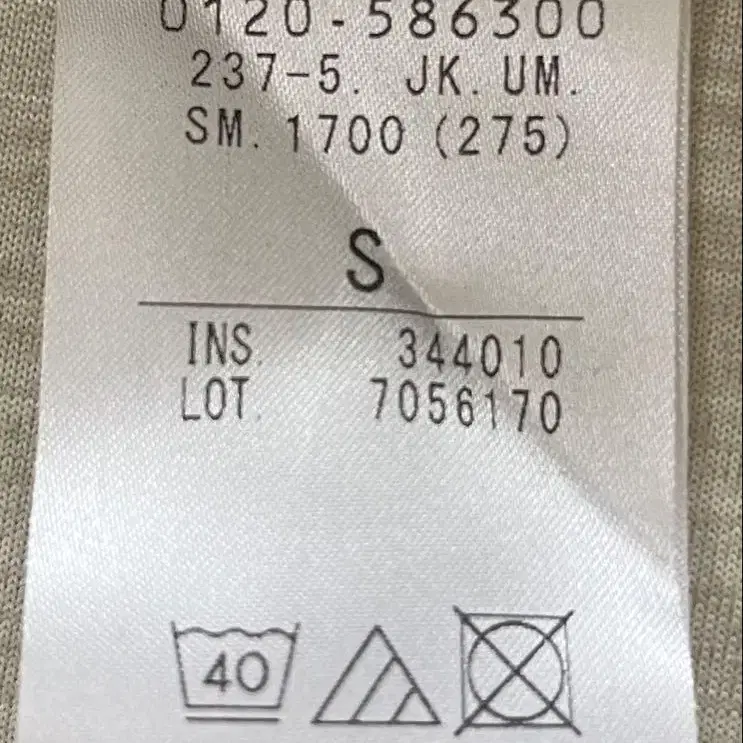 0120-586300
237-5. JK. UM.
SM. 1700 (275)
S
INS. 344010
LOT. 7056170
40